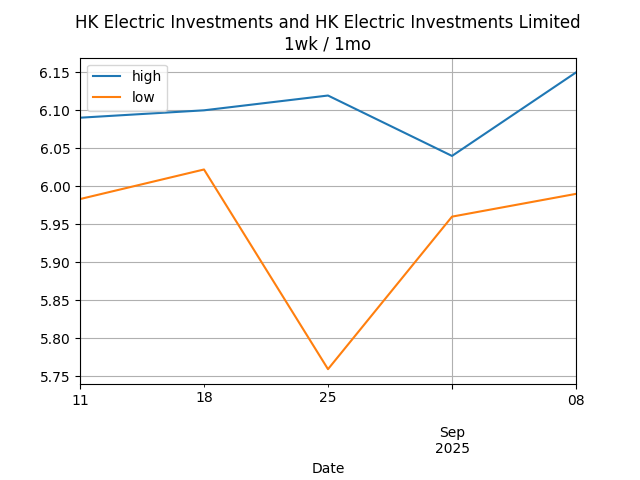 HK Electric Investments and HK Electric Investments Limited
1wk / 1mo
high
low
6.15
6.10
6.05
6.00
5.95
5.90
5.85
5.80
5.75
11
18
25
08
Sep
2025
Date